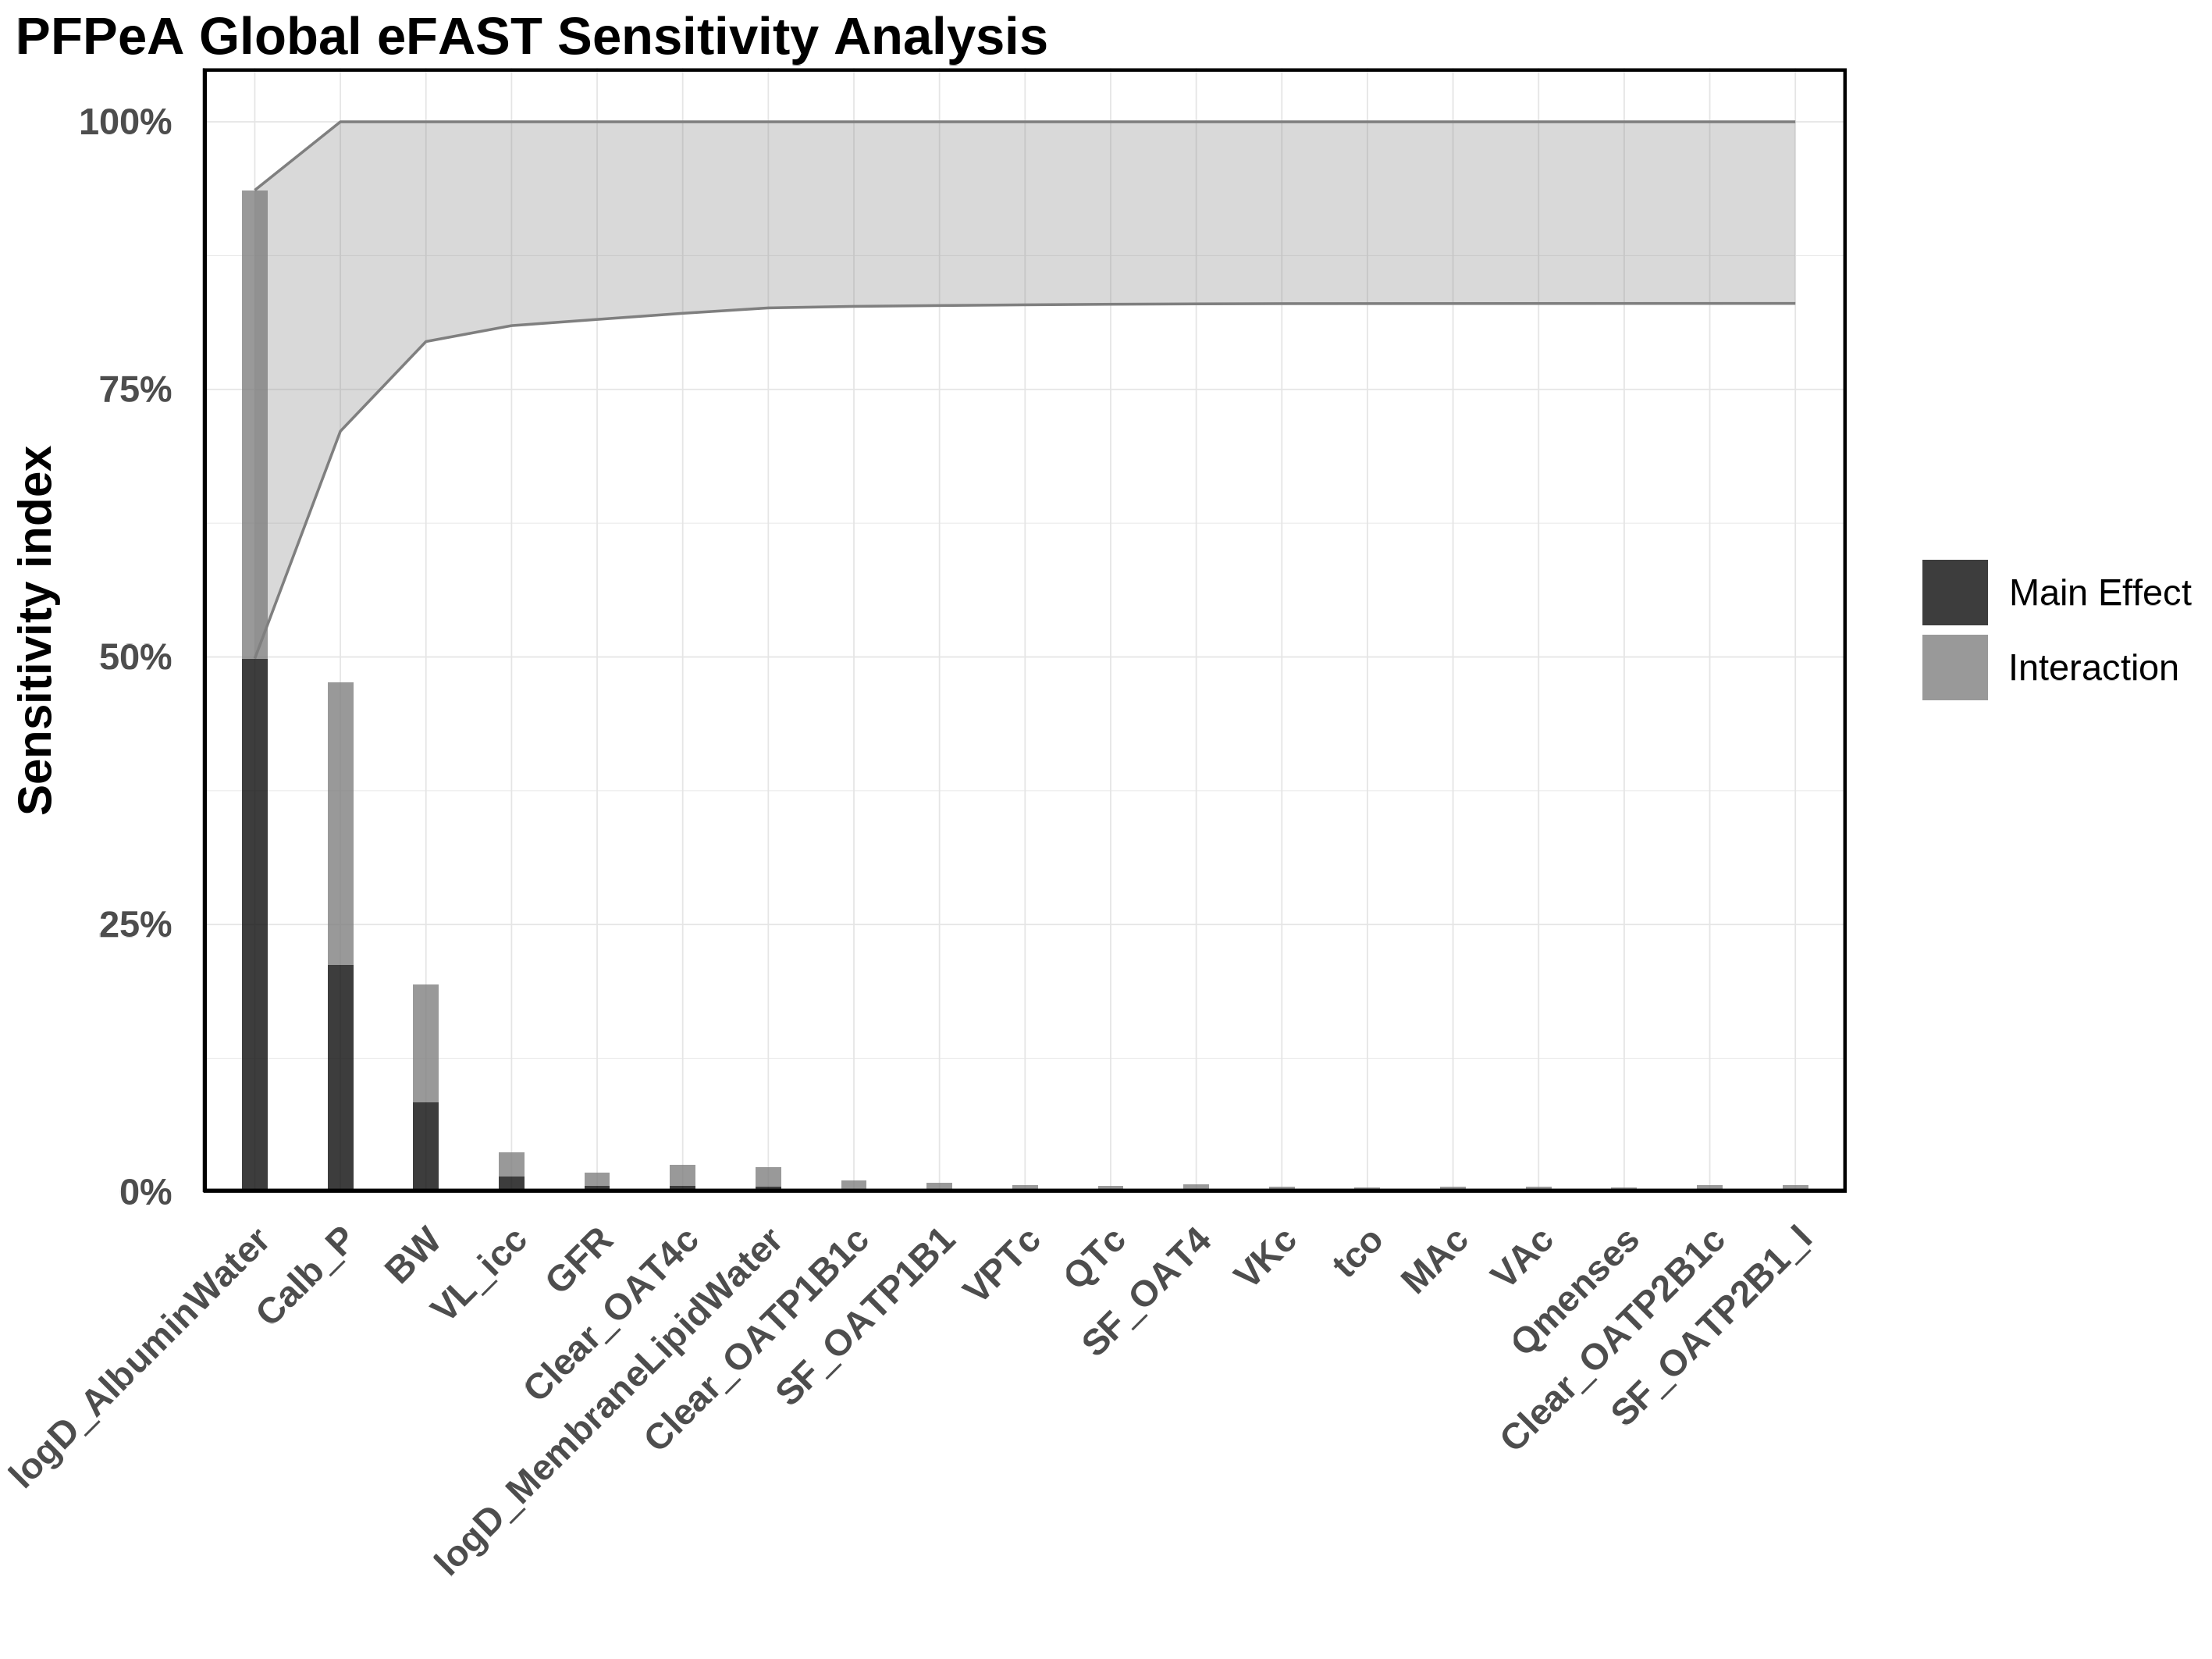 PFPeA Global eFAST Sensitivity Analysis
Sensitivity index
100%
75%
50%
25%
0%
logD_AlbuminWater
Calb_P
BW
VL_icc
GFR
Clear_OAT4c
logD_MembraneLipidWater
Clear_OATP1B1c
SF_OATP1B1
VPTc
QTc
SF_OAT4
VKc
tco
MAc
VAc
Qmenses
Clear_OATP2B1c
SF_OATP2B1_l
Main Effect
Interaction